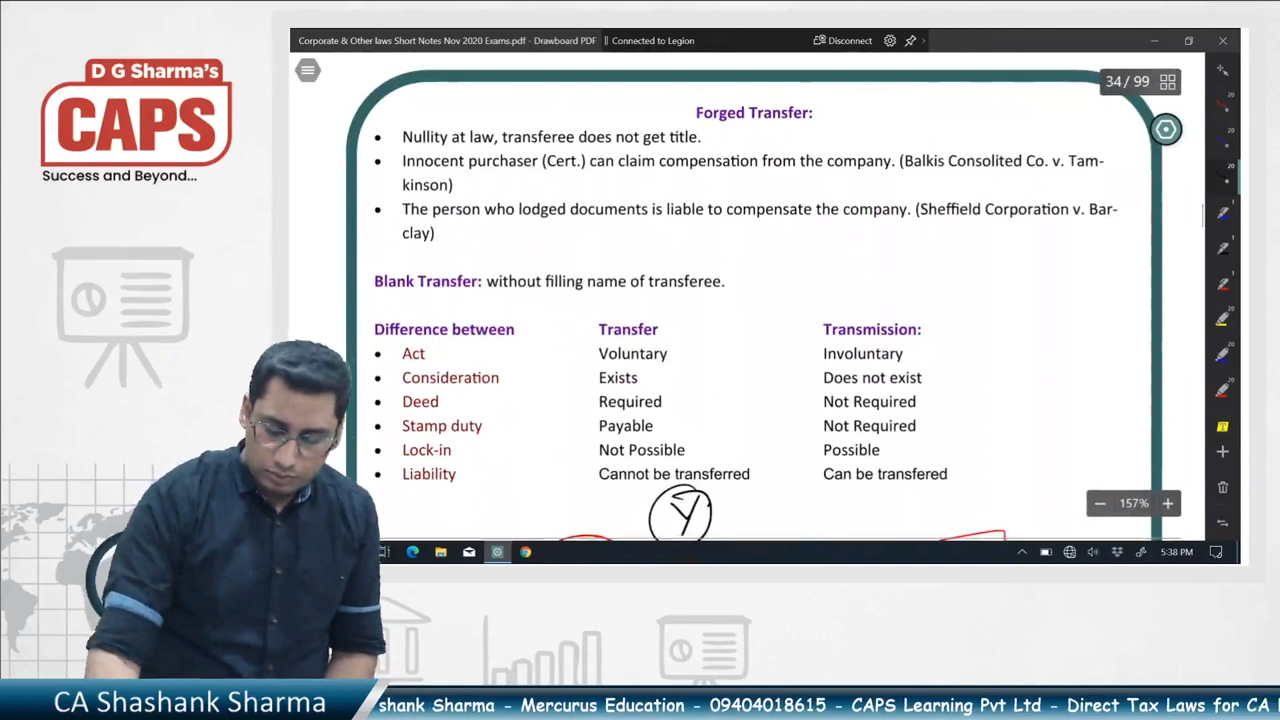 D G Sharma's
CAPS
Success and Beyond...
Corporate & Other laws Short Notes Nov 2020 Exams.pdf - Drawboard PDF
Connected to Legion
Disconnect
34 / 99
Forged Transfer:
• Nullity at law, transferee does not get title.
• Innocent purchaser (Cert.) can claim compensation from the company. (Balkis Consolited Co. v. Tam-
kinson)
• The person who lodged documents is liable to compensate the company. (Sheffield Corporation v. Bar-
clay)
Blank Transfer: without filling name of transferee.
Difference between Transfer Transmission:
• Act Voluntary Involuntary
• Consideration Exists Does not exist
• Deed Required Not Required
• Stamp duty Payable Not Required
• Lock-in Not Possible Possible
• Liability Cannot be transferred Can be transfered
157%
5:38 PM
CA Shashank Sharma
shank Sharma - Mercurus Education - 09404018615 - CAPS Learning Pvt Ltd - Direct Tax Laws for CA